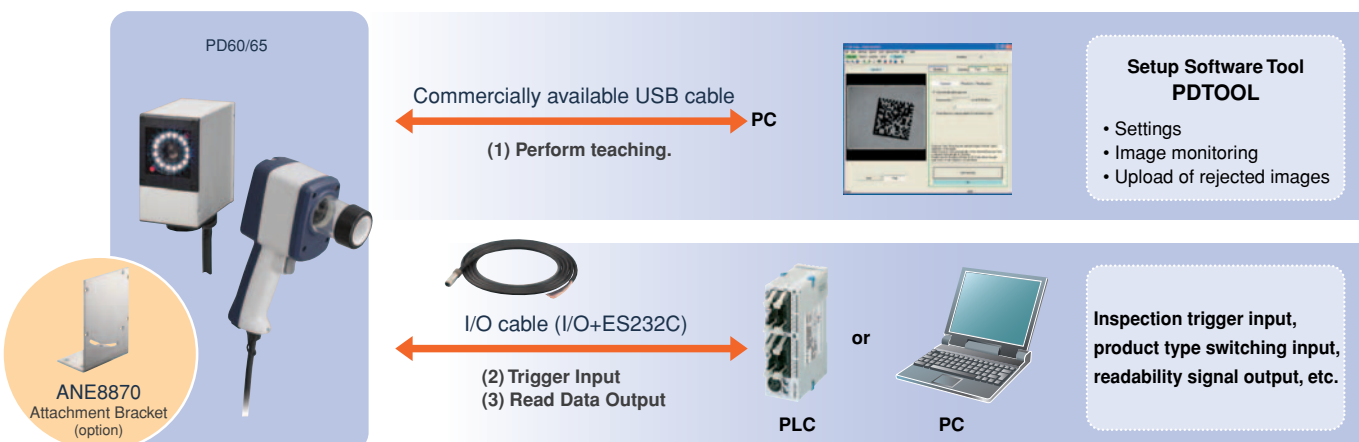 PD60/65
ANE8870
Attachment Bracket
(option)
Commercially available USB cable
PC
(1) Perform teaching.
Setup Software Tool
PDTOOL
• Settings
• Image monitoring
• Upload of rejected images
I/O cable (I/O+ES232C)
(2) Trigger Input
(3) Read Data Output
PLC
or
PC
Inspection trigger input,
product type switching input,
readability signal output, etc.